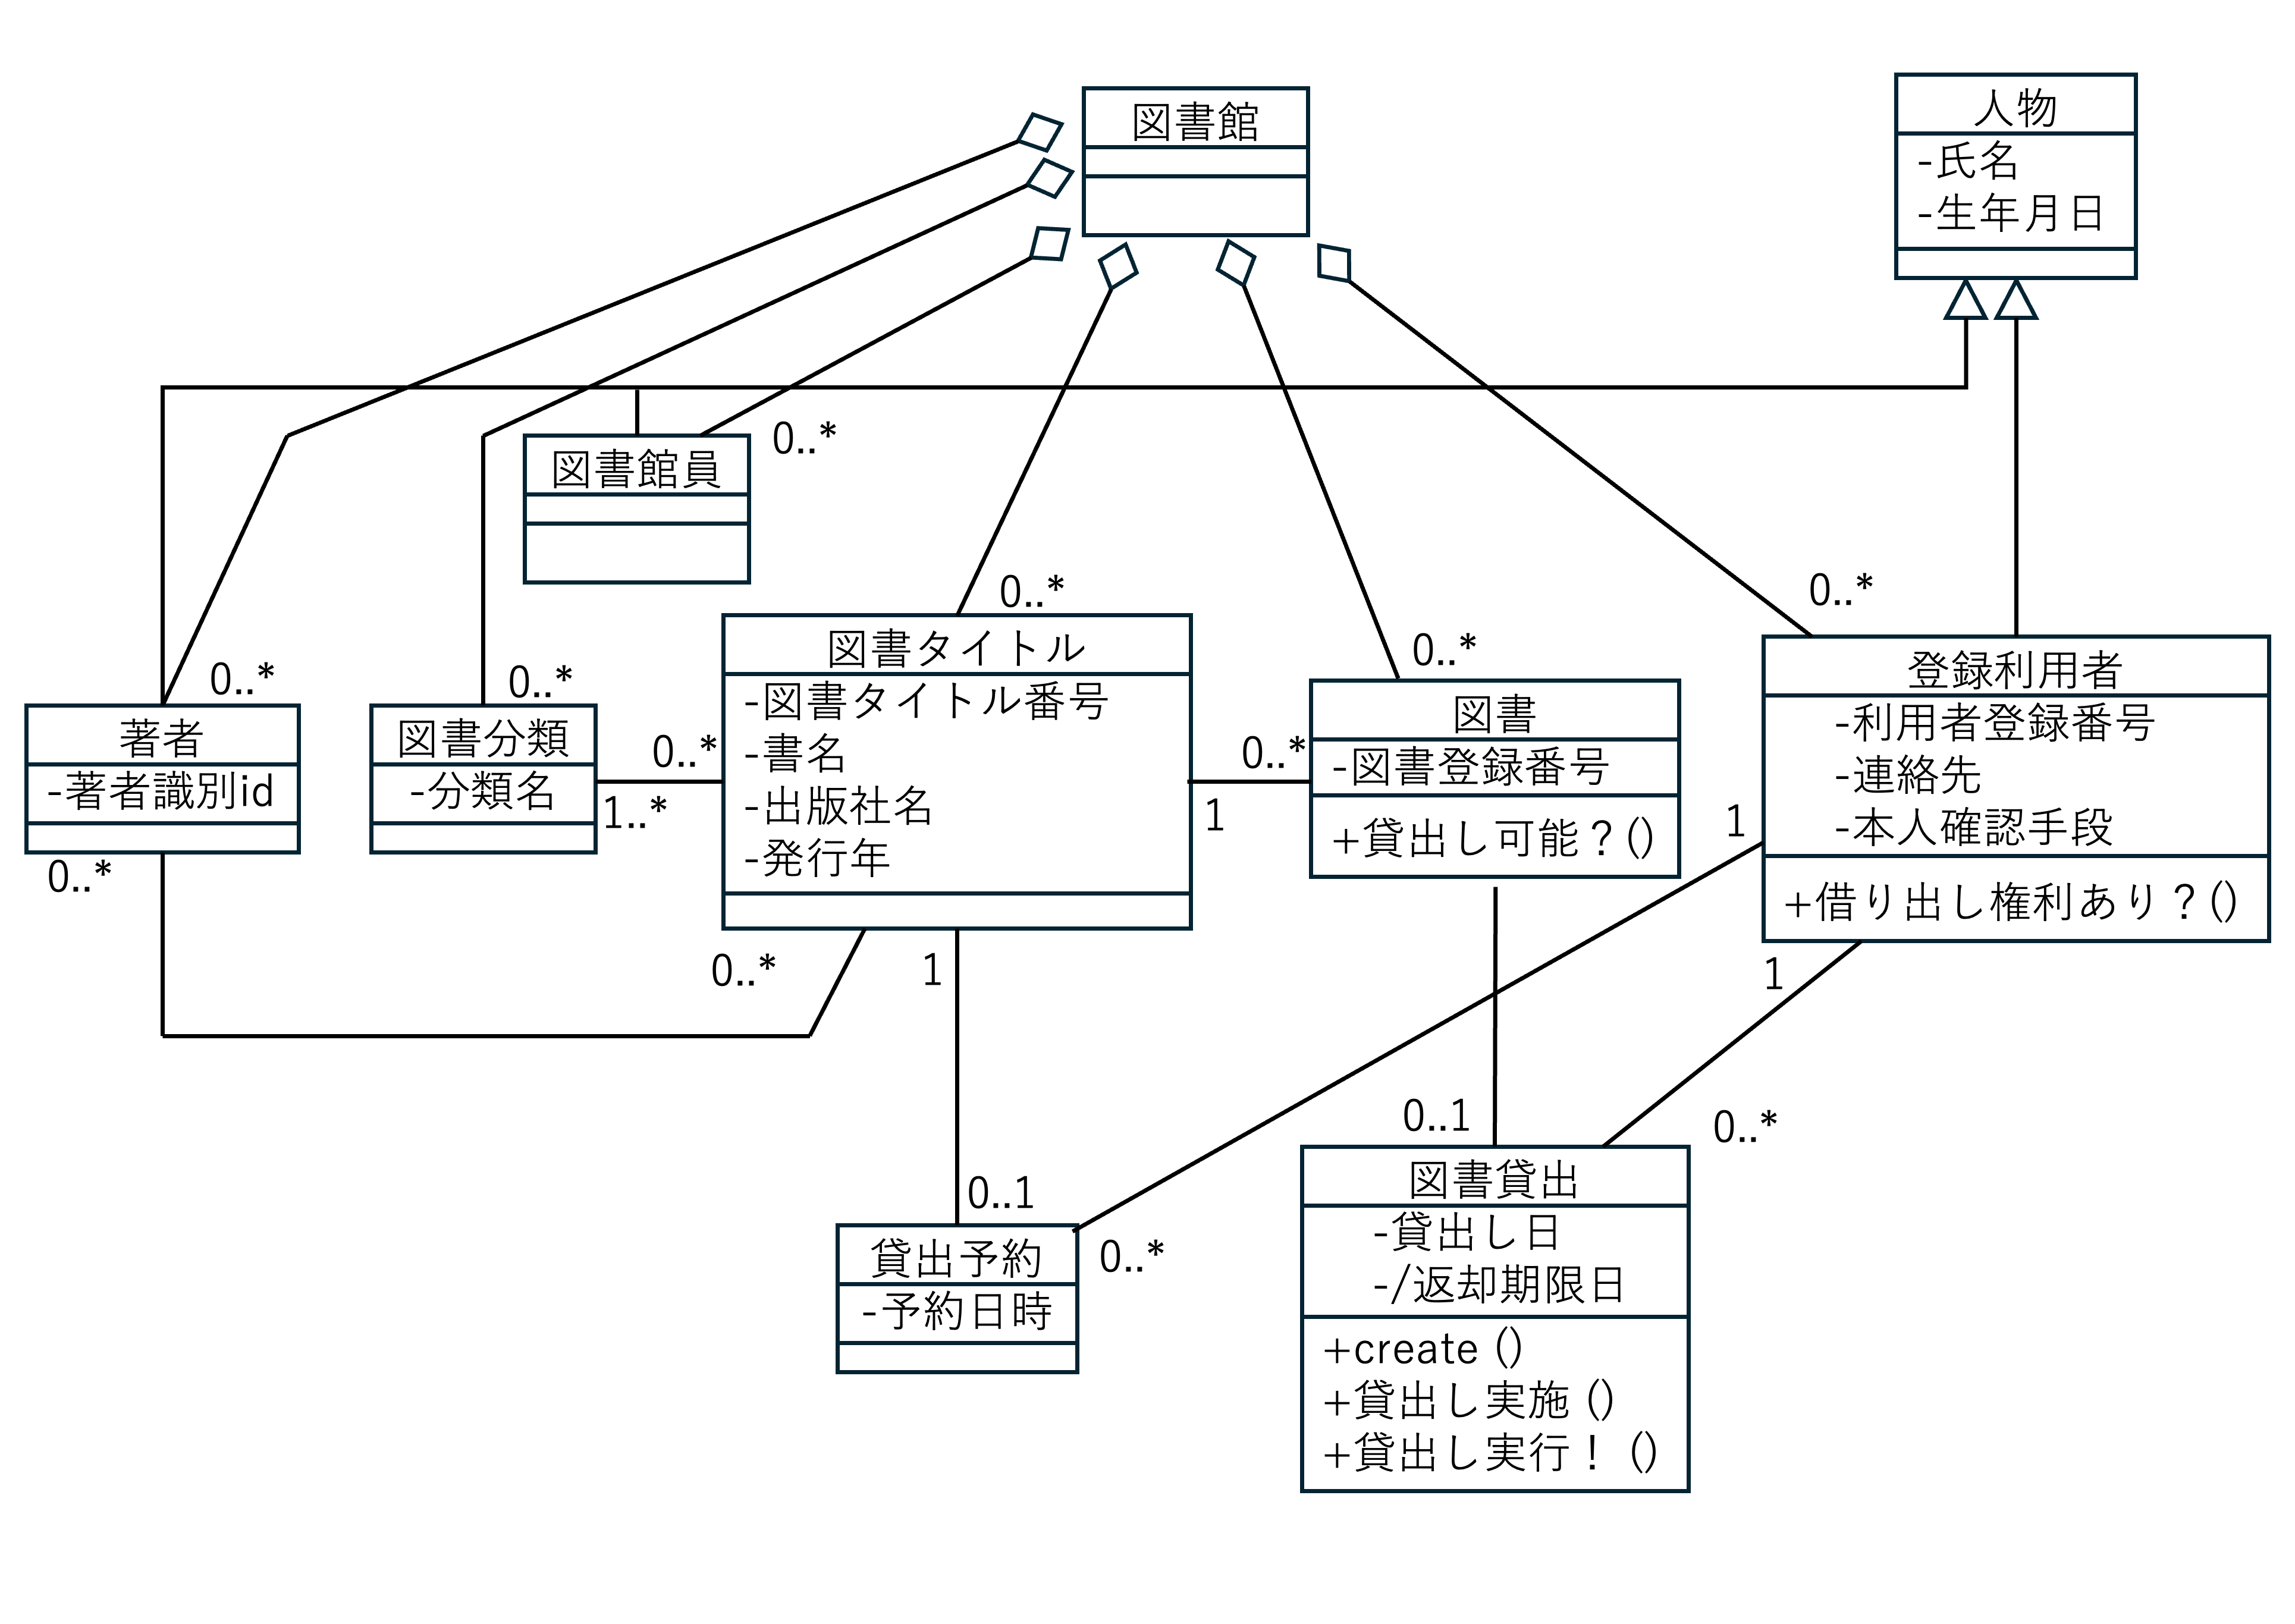 図書館
人物
-氏名
-生年月日
図書館員
0..*
0..*
0..*
0..*
0..*
0..*
図書タイトル
-図書タイトル番号
-書名
-出版社名
-発行年
著者
-著者識別id
図書分類
-分類名
0..*
1..*
図書
-図書登録番号
+貸出し可能？()
0..*
1
登録利用者
-利用者登録番号
-連絡先
-本人確認手段
+借り出し権利あり？()
1
0..*
0..*
1
1
0..1
0..*
0..1
0..*
貸出予約
-予約日時
図書貸出
-貸出し日
-/返却期限日
+create ()
+貸出し実施 ()
+貸出し実行！ ()